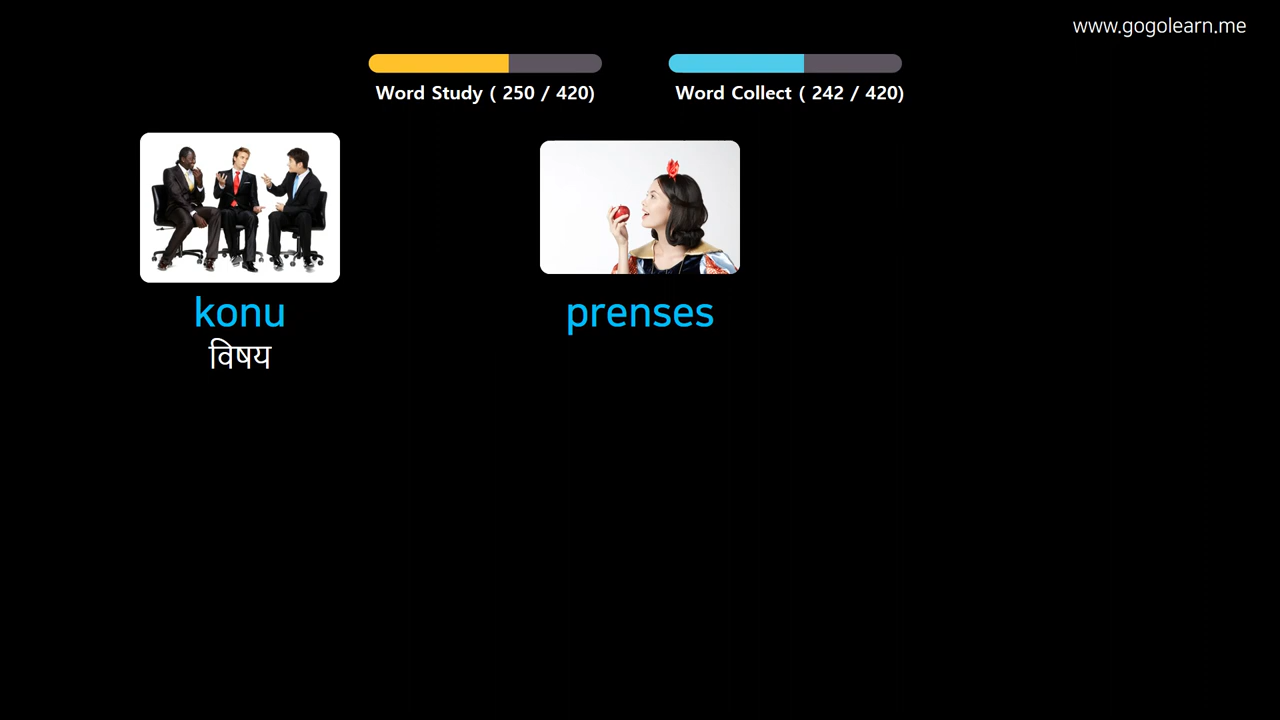 www.gogolearn.me
Word Study ( 250 / 420)
Word Collect ( 242 / 420)
konu
विषय
prenses